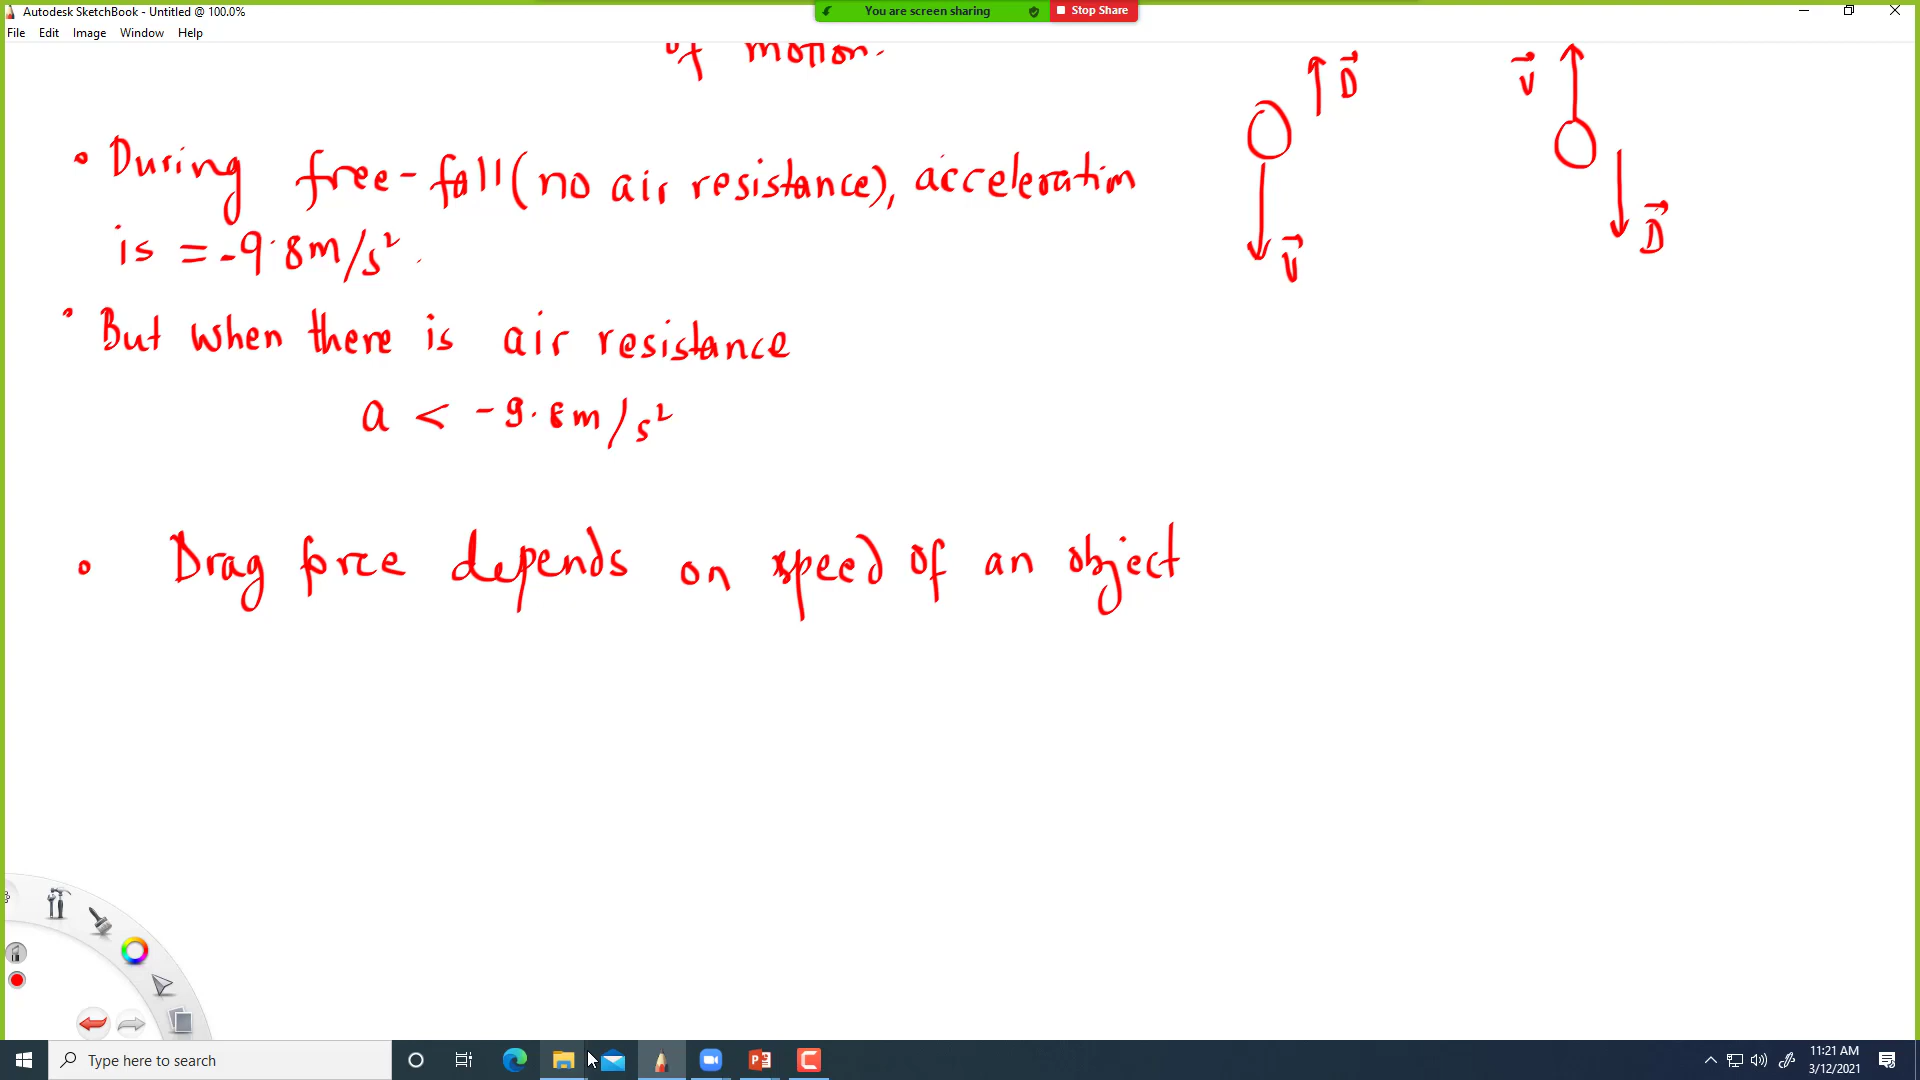 Autodesk SketchBook - Untitled @ 100.0%
You are screen sharing
Stop Share
File Edit Image Window Help
of motion.
D
V
• During free-fall (no air resistance), acceleration
is = -9.8m/s².
V
D
• But when there is air resistance
a < -9.8m/s²
• Drag force depends on speed of an object
Type here to search
11:21 AM
3/12/2021